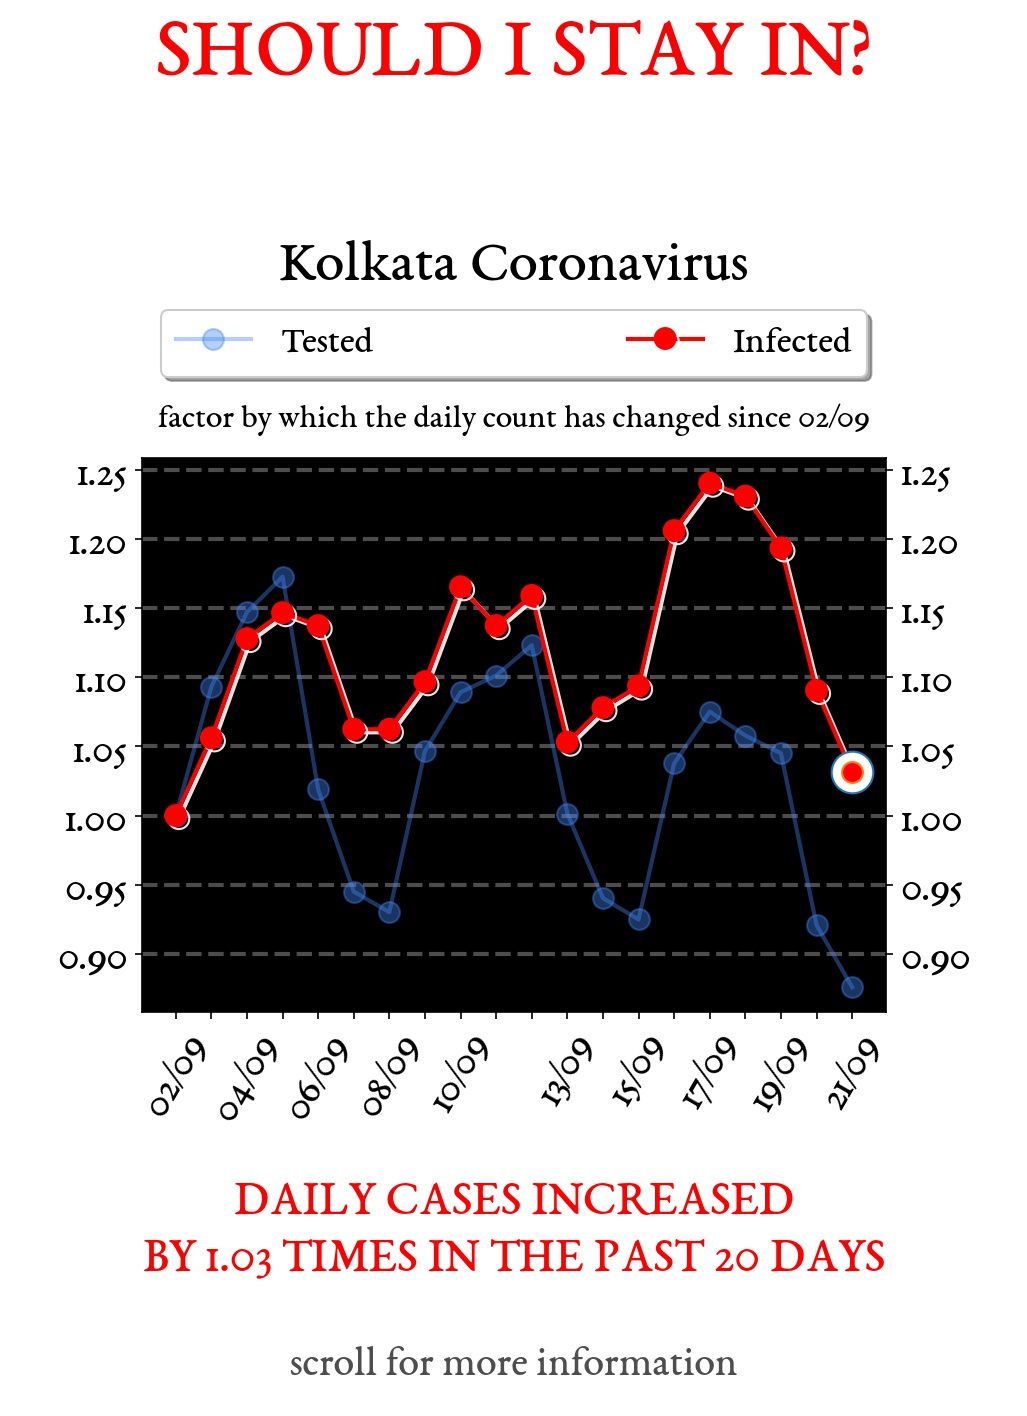 SHOULD I STAY IN?
Kolkata Coronavirus
Tested Infected
factor by which the daily count has changed since 02/09
1.25 1.25
1.20 1.20
1.15 1.15
1.10 1.10
1.05 1.05
1.00 1.00
0.95 0.95
0.90 0.90
02/09 04/09 06/09 08/09 10/09 13/09 15/09 17/09 19/09 21/09
DAILY CASES INCREASED
BY 1.03 TIMES IN THE PAST 20 DAYS
scroll for more information